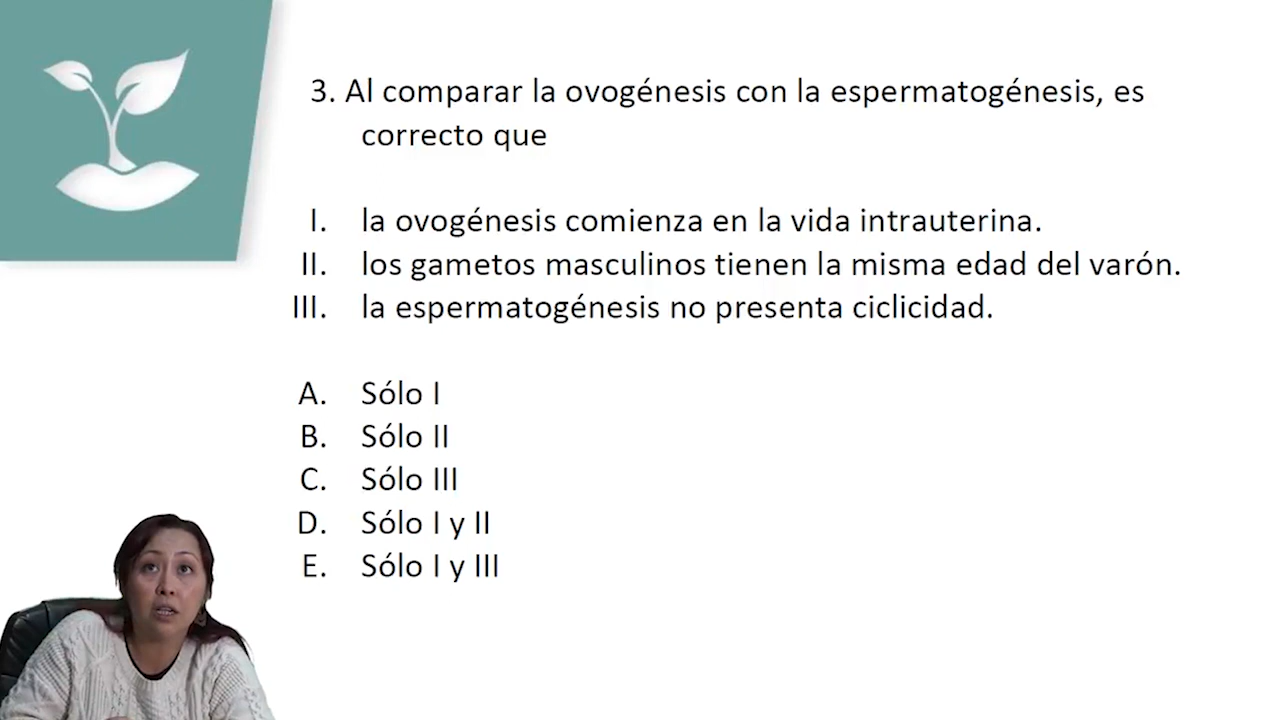 3. Al comparar la ovogénesis con la espermatogénesis, es
correcto que
I. la ovogénesis comienza en la vida intrauterina.
II. los gametos masculinos tienen la misma edad del varón.
III. la espermatogénesis no presenta ciclicidad.
A. Sólo I
B. Sólo II
C. Sólo III
D. Sólo I y II
E. Sólo I y III